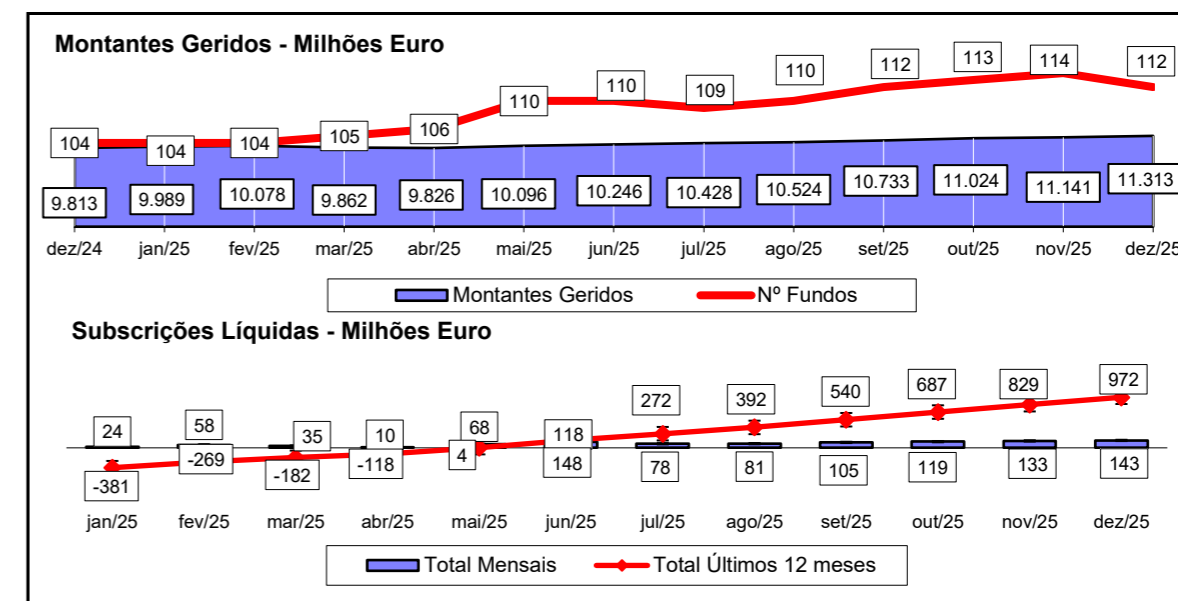 Montantes Geridos - Milhões Euro
104 104 104 105 106 110 110 109 110 112 113 114 112
9.813 9.989 10.078 9.862 9.826 10.096 10.246 10.428 10.524 10.733 11.024 11.141 11.313
dez/24 jan/25 fev/25 mar/25 abr/25 mai/25 jun/25 jul/25 ago/25 set/25 out/25 nov/25 dez/25
Montantes Geridos Nº Fundos
Subscrições Líquidas - Milhões Euro
24 58 35 10 68 118 272 392 540 687 829 972
-381 -269 -182 -118 4 148 78 81 105 119 133 143
jan/25 fev/25 mar/25 abr/25 mai/25 jun/25 jul/25 ago/25 set/25 out/25 nov/25 dez/25
Total Mensais Total Últimos 12 meses